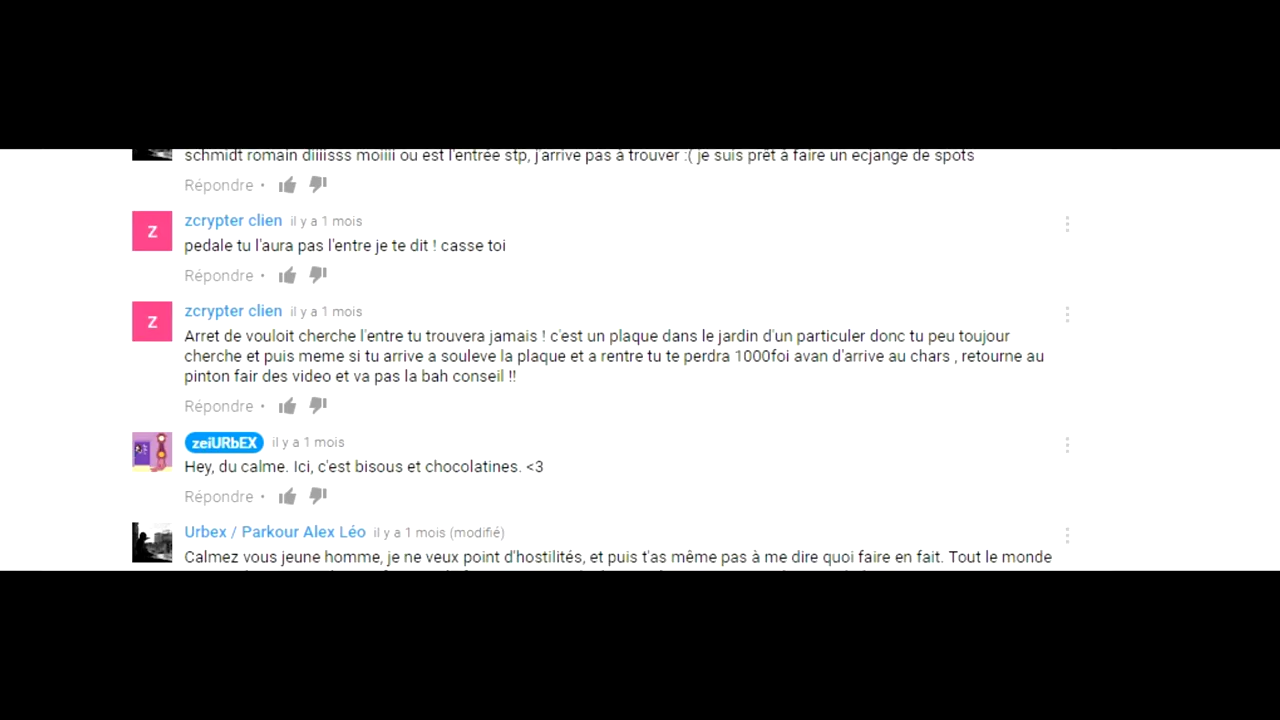 schmidt romain diiiisss moiiii ou est l'entrée stp, j'arrive pas à trouver :( je suis prêt à faire un ecjange de spots
Répondre •
Z
zcrypter clien il y a 1 mois
pedale tu l'aura pas l'entre je te dit ! casse toi
Répondre •
Z
zcrypter clien il y a 1 mois
Arret de vouloit cherche l'entre tu trouvera jamais ! c'est un plaque dans le jardin d'un particuler donc tu peu toujour
cherche et puis meme si tu arrive a souleve la plaque et a rentre tu te perdra 1000foi avan d'arrive au chars , retourne au
pinton fair des video et va pas la bah conseil !!
Répondre •
zeiURbEX il y a 1 mois
Hey, du calme. Ici, c'est bisous et chocolatines. <3
Répondre •
Urbex / Parkour Alex Léo il y a 1 mois (modifié)
Calmez vous jeune homme, je ne veux point d'hostilités, et puis t'as même pas à me dire quoi faire en fait. Tout le monde